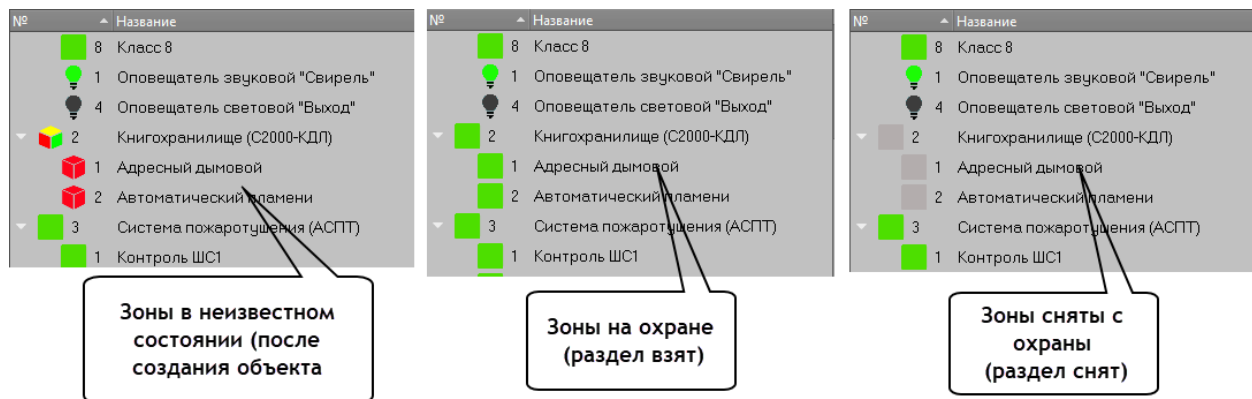 № Название
8 Класс 8
1 Оповещатель звуковой "Свирель"
4 Оповещатель световой "Выход"
2 Книгохранилище (С2000-КДЛ)
1 Адресный дымовой
2 Автоматический пламени
3 Система пожаротушения (АСПТ)
1 Контроль ШС1
Зоны в неизвестном
состоянии (после
создания объекта
№ Название
8 Класс 8
1 Оповещатель звуковой "Свирель"
4 Оповещатель световой "Выход"
2 Книгохранилище (С2000-КДЛ)
1 Адресный дымовой
2 Автоматический пламени
3 Система пожаротушения (АСПТ)
1 Контроль ШС1
Зоны на охране
(раздел взят)
№ Название
8 Класс 8
1 Оповещатель звуковой "Свирель"
4 Оповещатель световой "Выход"
2 Книгохранилище (С2000-КДЛ)
1 Адресный дымовой
2 Автоматический пламени
3 Система пожаротушения (АСПТ)
1 Контроль ШС1
Зоны сняты с
охраны
(раздел снят)